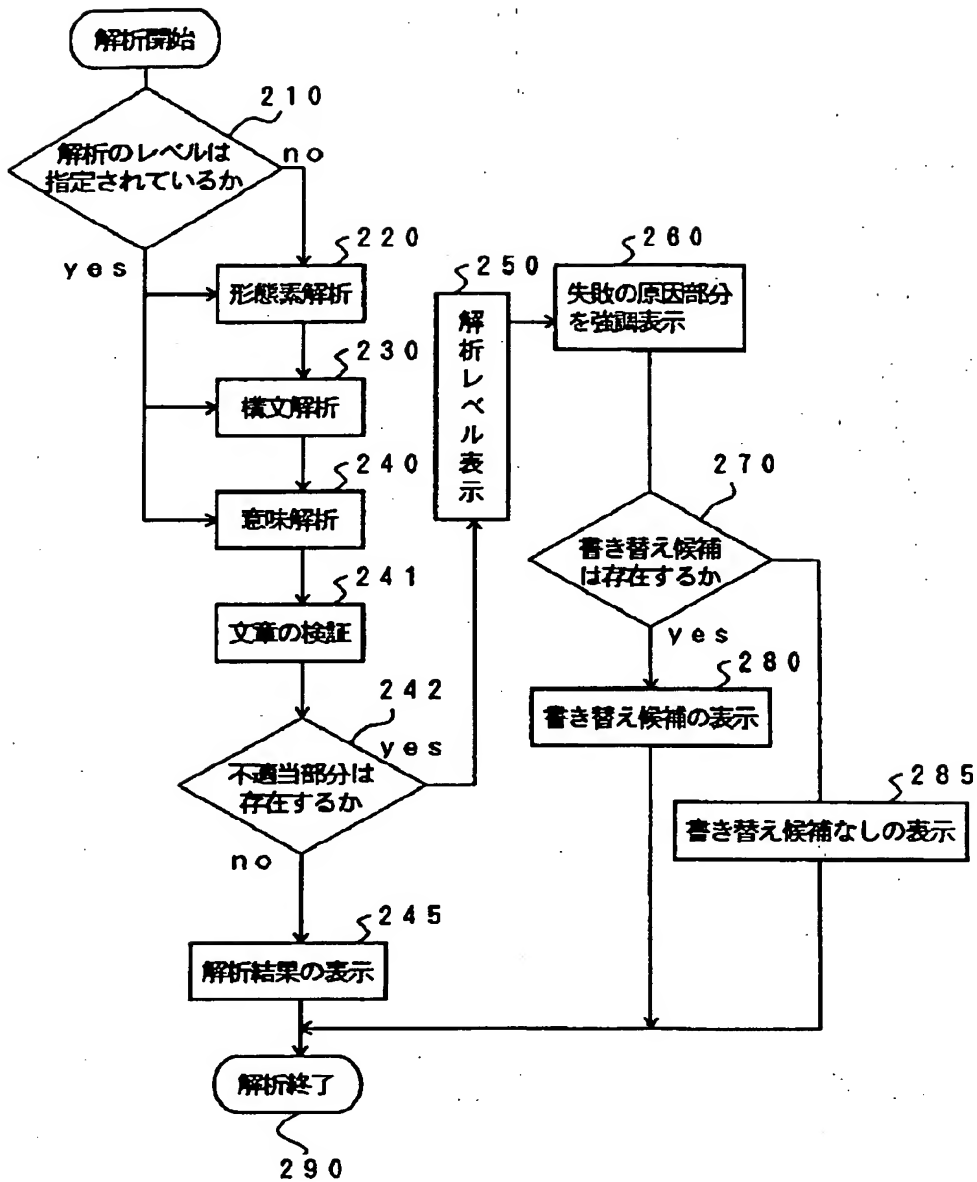 解析開始
210
解析のレベルは
指定されているか
no
yes
220
形態素解析
230
構文解析
240
意味解析
241
文章の検証
242
不適当部分は
存在するか
yes
no
245
解析結果の表示
解析終了
290
250
解析レベル表示
260
失敗の原因部分
を強調表示
270
書き替え候補
は存在するか
yes
280
書き替え候補の表示
285
書き替え候補なしの表示